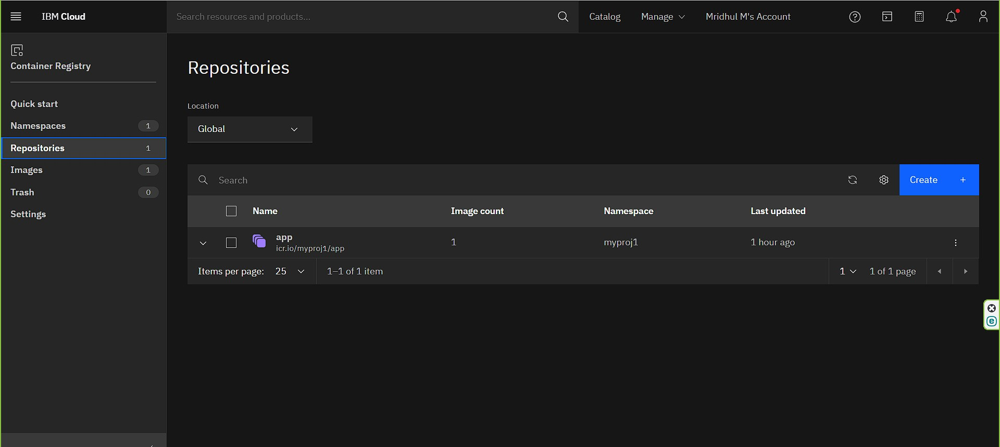 IBM Cloud
Search resources and products...
Catalog
Manage
Mridhul M's Account
Container Registry
Quick start
Namespaces 1
Repositories 1
Images 1
Trash 0
Settings
Repositories
Location
Global
Search
Create +
Name Image count Namespace Last updated
app 1 myproj1 1 hour ago
icr.io/myproj1/app
Items per page: 25 1–1 of 1 item 1 1 of 1 page